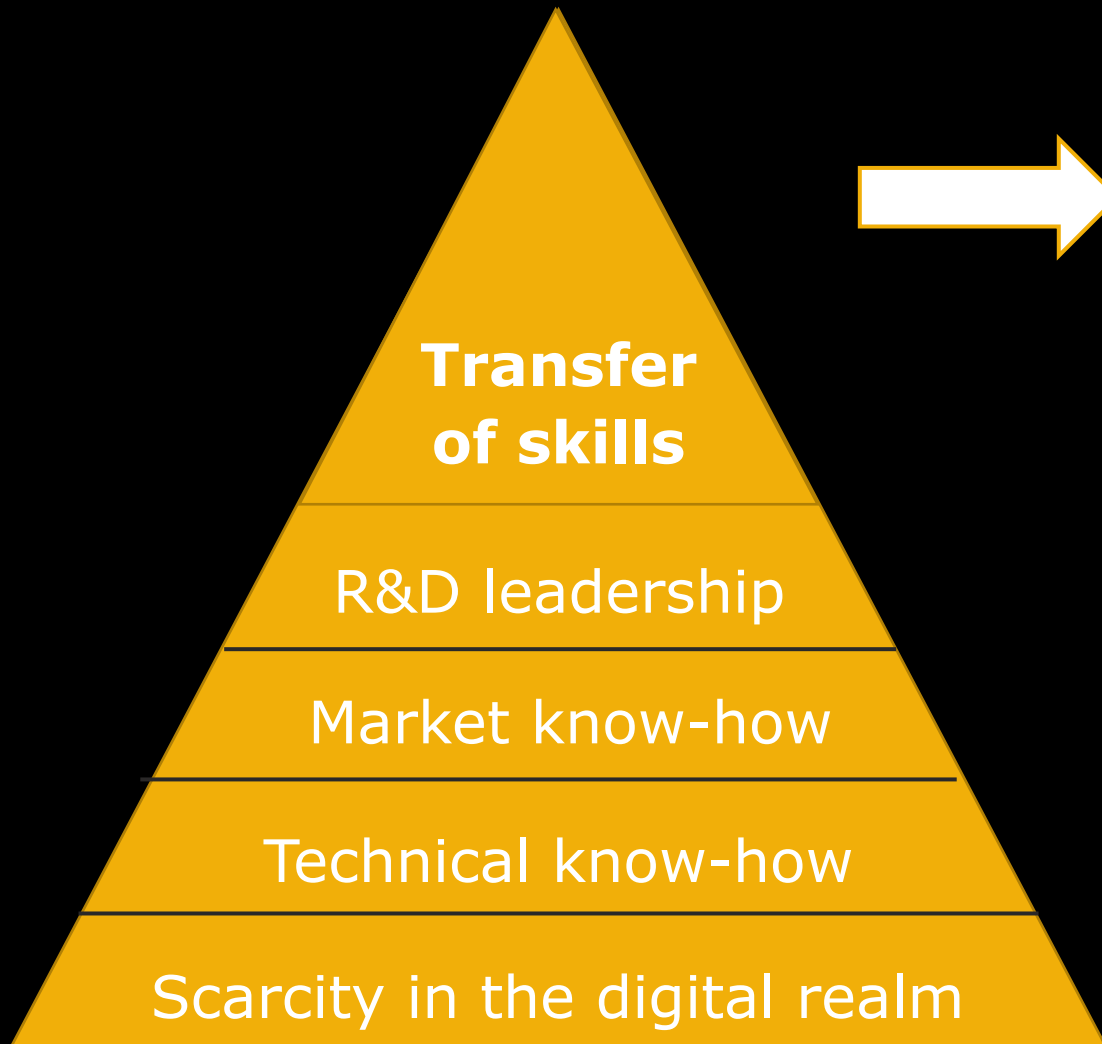 Transfer
of skills
R&D leadership
Market know-how
Technical know-how
Scarcity in the digital realm